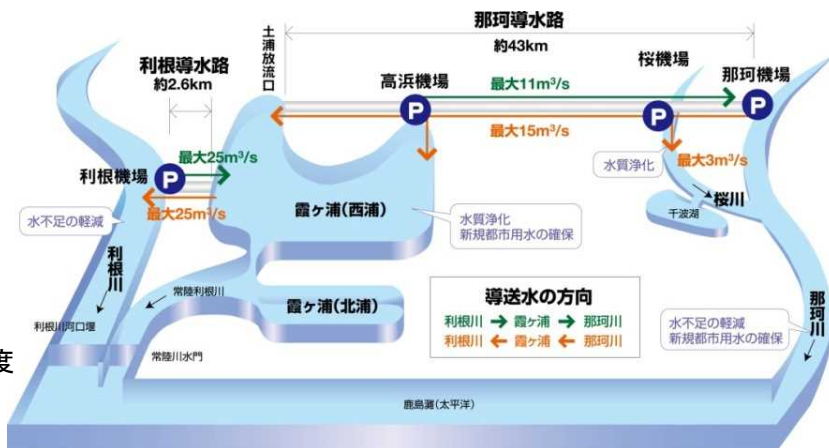 那珂導水路
約43km
土浦放流口
利根導水路
約2.6km
高浜機場
桜機場
那珂機場
最大11m³/s
最大15m³/s
最大25m³/s
利根機場
最大25m³/s
水質浄化
最大3m³/s
桜川
千波湖
水不足の軽減
霞ヶ浦(西浦)
水質浄化
新規都市用水の確保
利根川
常陸利根川
霞ヶ浦(北浦)
導送水の方向
利根川 → 霞ヶ浦 → 那珂川
利根川 ← 霞ヶ浦 ← 那珂川
那珂川
水不足の軽減
新規都市用水の確保
利根川河口堰
常陸川水門
度
鹿島灘(太平洋)
P
P
P
P